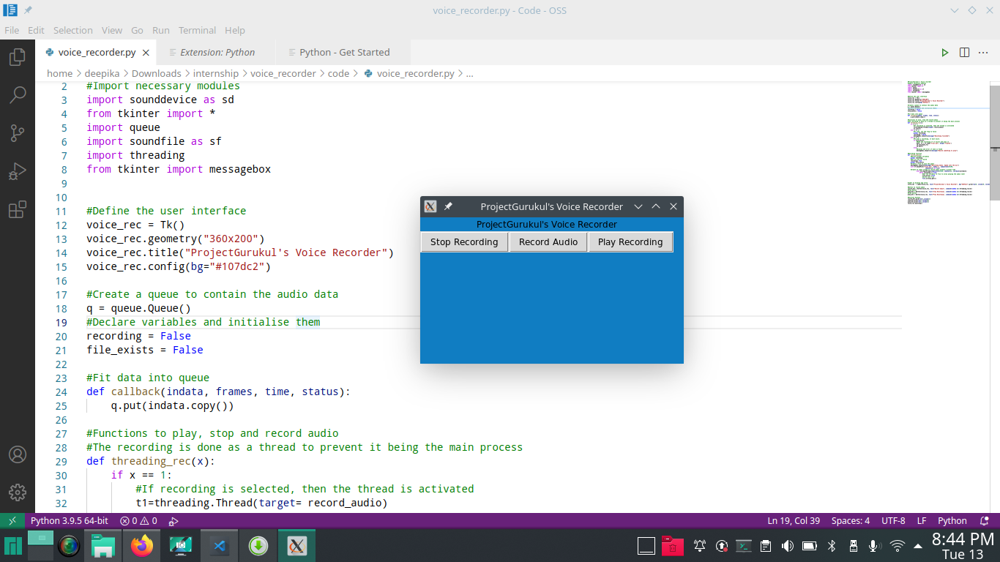 voice_recorder.py - Code - OSS
File Edit Selection View Go Run Terminal Help
voice_recorder.py Extension: Python Python - Get Started
home > deepika > Downloads > internship > voice_recorder > code > voice_recorder.py > ...
2 #Import necessary modules
3 import sounddevice as sd
4 from tkinter import *
5 import queue
6 import soundfile as sf
7 import threading
8 from tkinter import messagebox
9
10
11 #Define the user interface
12 voice_rec = Tk()
13 voice_rec.geometry("360x200")
14 voice_rec.title("ProjectGurukul's Voice Recorder")
15 voice_rec.config(bg="#107dc2")
16
17 #Create a queue to contain the audio data
18 q = queue.Queue()
19 #Declare variables and initialise them
20 recording = False
21 file_exists = False
22
23 #Fit data into queue
24 def callback(indata, frames, time, status):
25 q.put(indata.copy())
26
27 #Functions to play, stop and record audio
28 #The recording is done as a thread to prevent it being the main process
29 def threading_rec(x):
30 if x == 1:
31 #If recording is selected, then the thread is activated
32 t1=threading.Thread(target= record_audio)
ProjectGurukul's Voice Recorder
ProjectGurukul's Voice Recorder
Stop Recording Record Audio Play Recording
Python 3.9.5 64-bit 0 0 Ln 19, Col 39 Spaces: 4 UTF-8 LF Python
8:44 PM
Tue 13